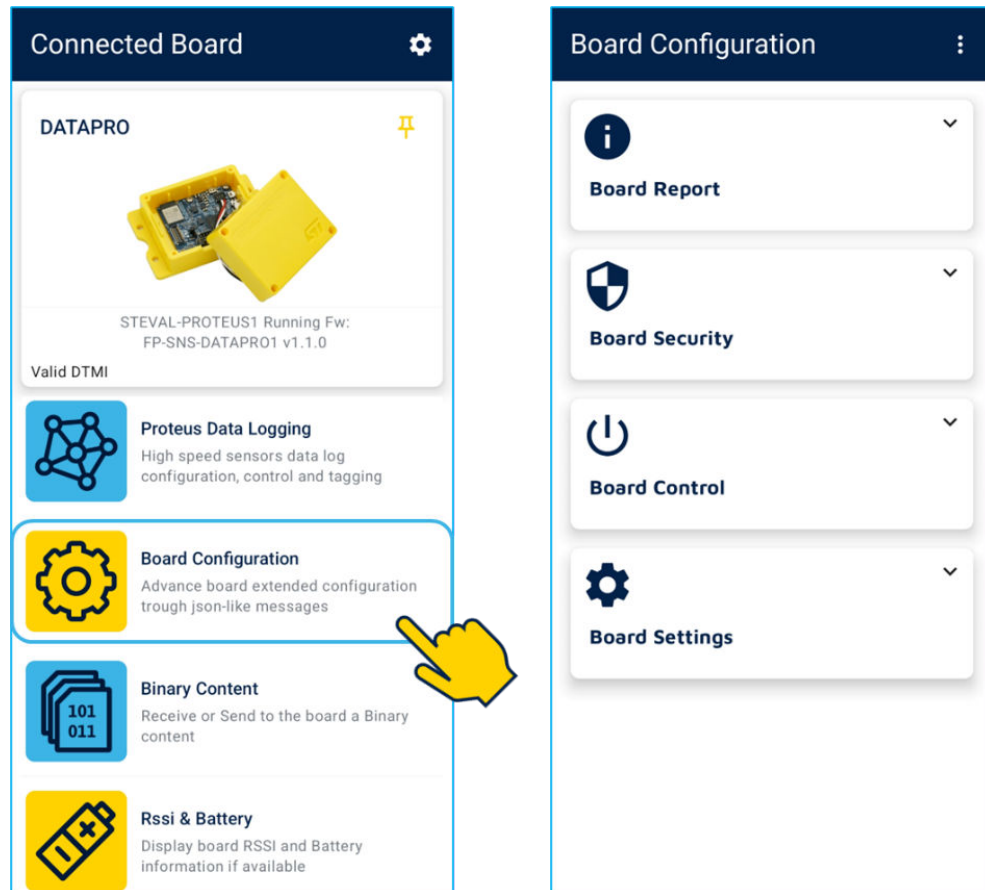 Connected Board
DATAPRO
STEVAL-PROTEUS1 Running Fw:
FP-SNS-DATAPRO1 v1.1.0
Valid DTMI
Proteus Data Logging
High speed sensors data log
configuration, control and tagging
Board Configuration
Advance board extended configuration
trough json-like messages
101
011
Binary Content
Receive or Send to the board a Binary
content
Rssi & Battery
Display board RSSI and Battery
information if available
Board Configuration
Board Report
Board Security
Board Control
Board Settings